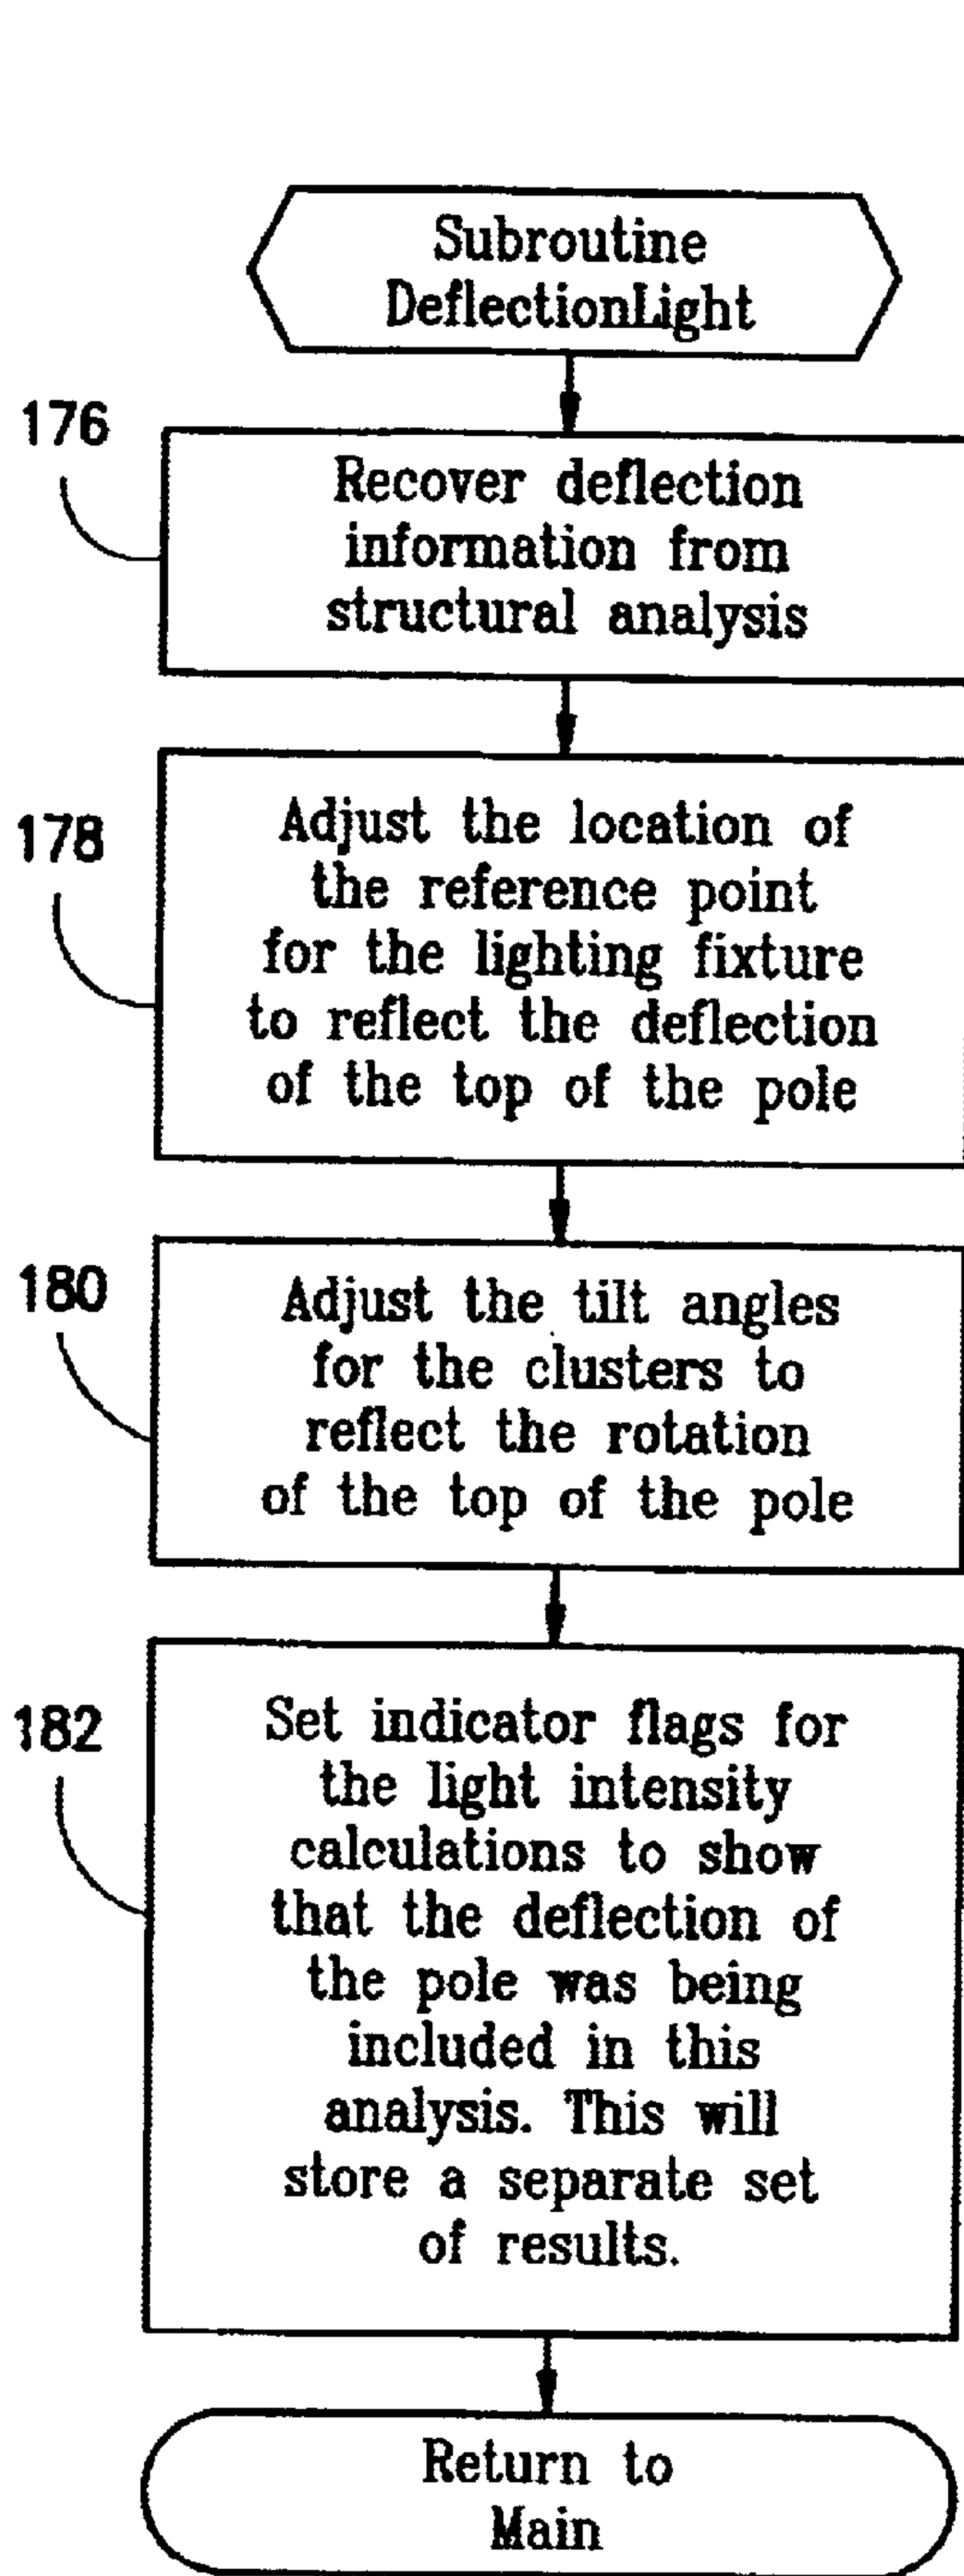 Subroutine
DeflectionLight
176
Recover deflection
information from
structural analysis
178
Adjust the location of
the reference point
for the lighting fixture
to reflect the deflection
of the top of the pole
180
Adjust the tilt angles
for the clusters to
reflect the rotation
of the top of the pole
182
Set indicator flags for
the light intensity
calculations to show
that the deflection of
the pole was being
included in this
analysis. This will
store a separate set
of results.
Return to
Main